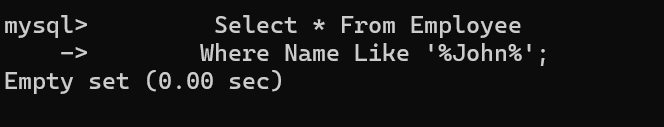 mysql>         Select * From Employee
    ->        Where Name Like '%John%';
Empty set (0.00 sec)